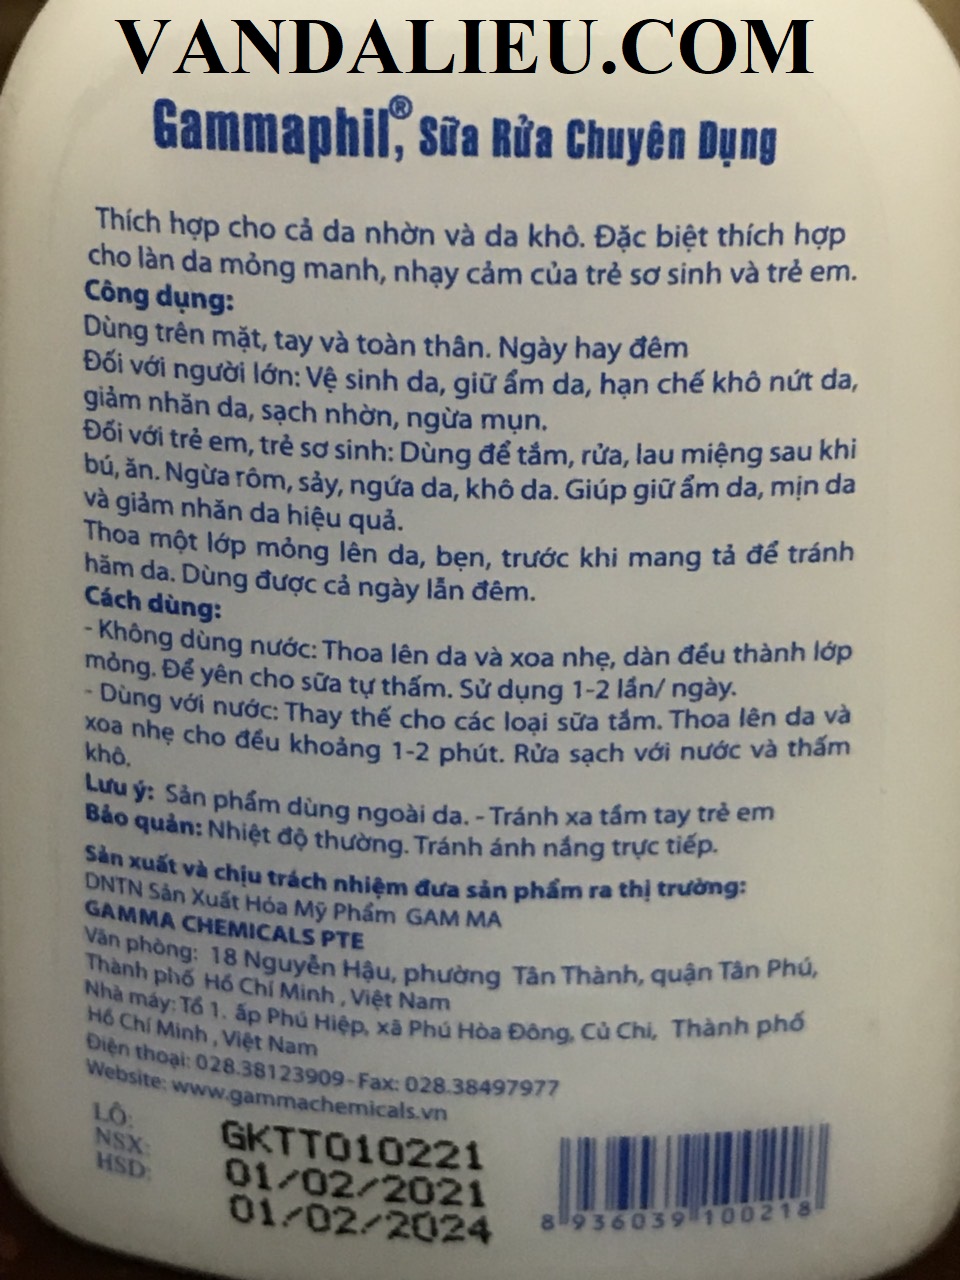 VANDALIEU.COM
Gammaphil®, Sữa Rửa Chuyên Dụng
Thích hợp cho cả da nhờn và da khô. Đặc biệt thích hợp
cho làn da mỏng manh, nhạy cảm của trẻ sơ sinh và trẻ em.
Công dụng:
Dùng trên mặt, tay và toàn thân. Ngày hay đêm
Đối với người lớn: Vệ sinh da, giữ ẩm da, hạn chế khô nứt da,
giảm nhăn da, sạch nhờn, ngừa mụn.
Đối với trẻ em, trẻ sơ sinh: Dùng để tắm, rửa, lau miệng sau khi
bú, ăn. Ngừa rôm, sảy, ngứa da, khô da. Giúp giữ ẩm da, mịn da
và giảm nhăn da hiệu quả.
Thoa một lớp mỏng lên da, bẹn, trước khi mang tả để tránh
hăm da. Dùng được cả ngày lẫn đêm.
Cách dùng:
- Không dùng nước: Thoa lên da và xoa nhẹ, dàn đều thành lớp
mỏng. Để yên cho sữa tự thấm. Sử dụng 1-2 lần/ ngày.
- Dùng với nước: Thay thế cho các loại sữa tắm. Thoa lên da và
xoa nhẹ cho đều khoảng 1-2 phút. Rửa sạch với nước và thấm
khô.
Lưu ý: Sản phẩm dùng ngoài da. - Tránh xa tầm tay trẻ em
Bảo quản: Nhiệt độ thường. Tránh ánh nắng trực tiếp.
Sản xuất và chịu trách nhiệm đưa sản phẩm ra thị trường:
DNTN Sản Xuất Hóa Mỹ Phẩm GAM MA
GAMMA CHEMICALS PTE
Văn phòng: 18 Nguyễn Hậu, phường Tân Thành, quận Tân Phú,
Thành phố Hồ Chí Minh , Việt Nam
Nhà máy: Tổ 1. ấp Phú Hiệp, xã Phú Hòa Đông, Củ Chi, Thành phố
Hồ Chí Minh , Việt Nam
Điện thoại: 028.38123909 - Fax: 028.38497977
Website: www.gammachemicals.vn
LÔ: GKTT010221
NSX: 01/02/2021
HSD: 01/02/2024
8 936039 100218